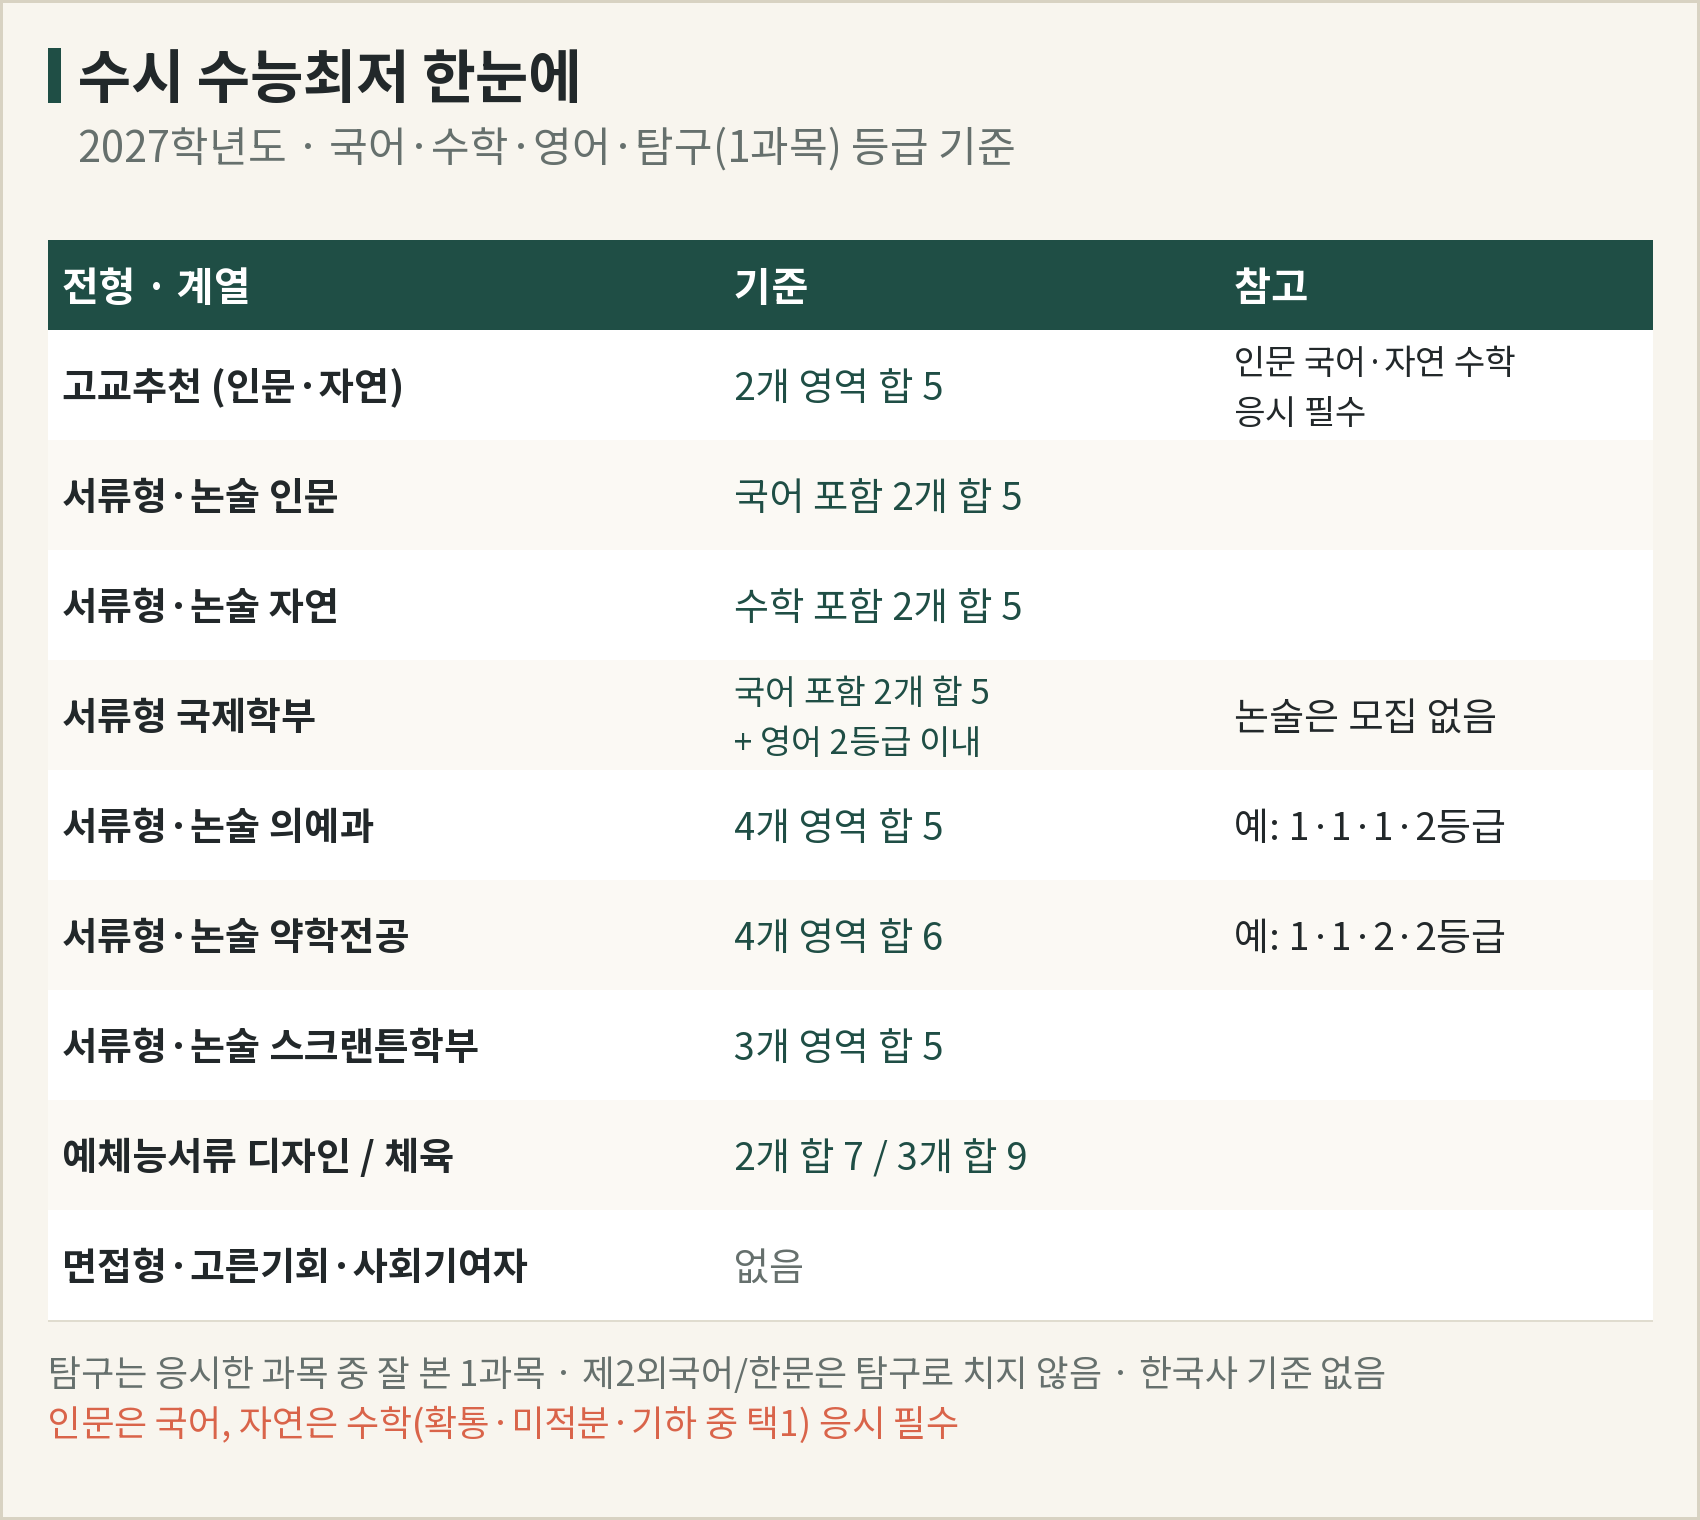 수시 수능최저 한눈에
2027학년도 · 국어·수학·영어·탐구(1과목) 등급 기준
전형 · 계열 기준 참고
고교추천 (인문·자연) 2개 영역 합 5 인문 국어·자연 수학
응시 필수
서류형·논술 인문 국어 포함 2개 합 5
서류형·논술 자연 수학 포함 2개 합 5
서류형 국제학부 국어 포함 2개 합 5
+ 영어 2등급 이내 논술은 모집 없음
서류형·논술 의예과 4개 영역 합 5 예: 1·1·1·2등급
서류형·논술 약학전공 4개 영역 합 6 예: 1·1·2·2등급
서류형·논술 스크랜튼학부 3개 영역 합 5
예체능서류 디자인 / 체육 2개 합 7 / 3개 합 9
면접형·고른기회·사회기여자 없음
탐구는 응시한 과목 중 잘 본 1과목 · 제2외국어/한문은 탐구로 치지 않음 · 한국사 기준 없음
인문은 국어, 자연은 수학(확통·미적분·기하 중 택1) 응시 필수